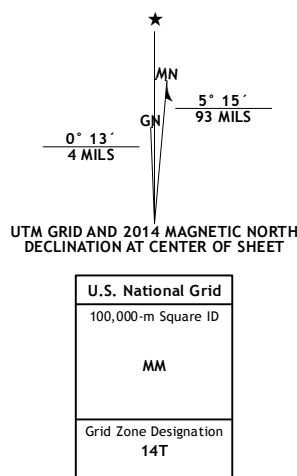 ★
MN
GN
5° 15´
93 MILS
0° 13´
4 MILS
UTM GRID AND 2014 MAGNETIC NORTH
DECLINATION AT CENTER OF SHEET
U.S. National Grid
100,000-m Square ID
MM
Grid Zone Designation
14T